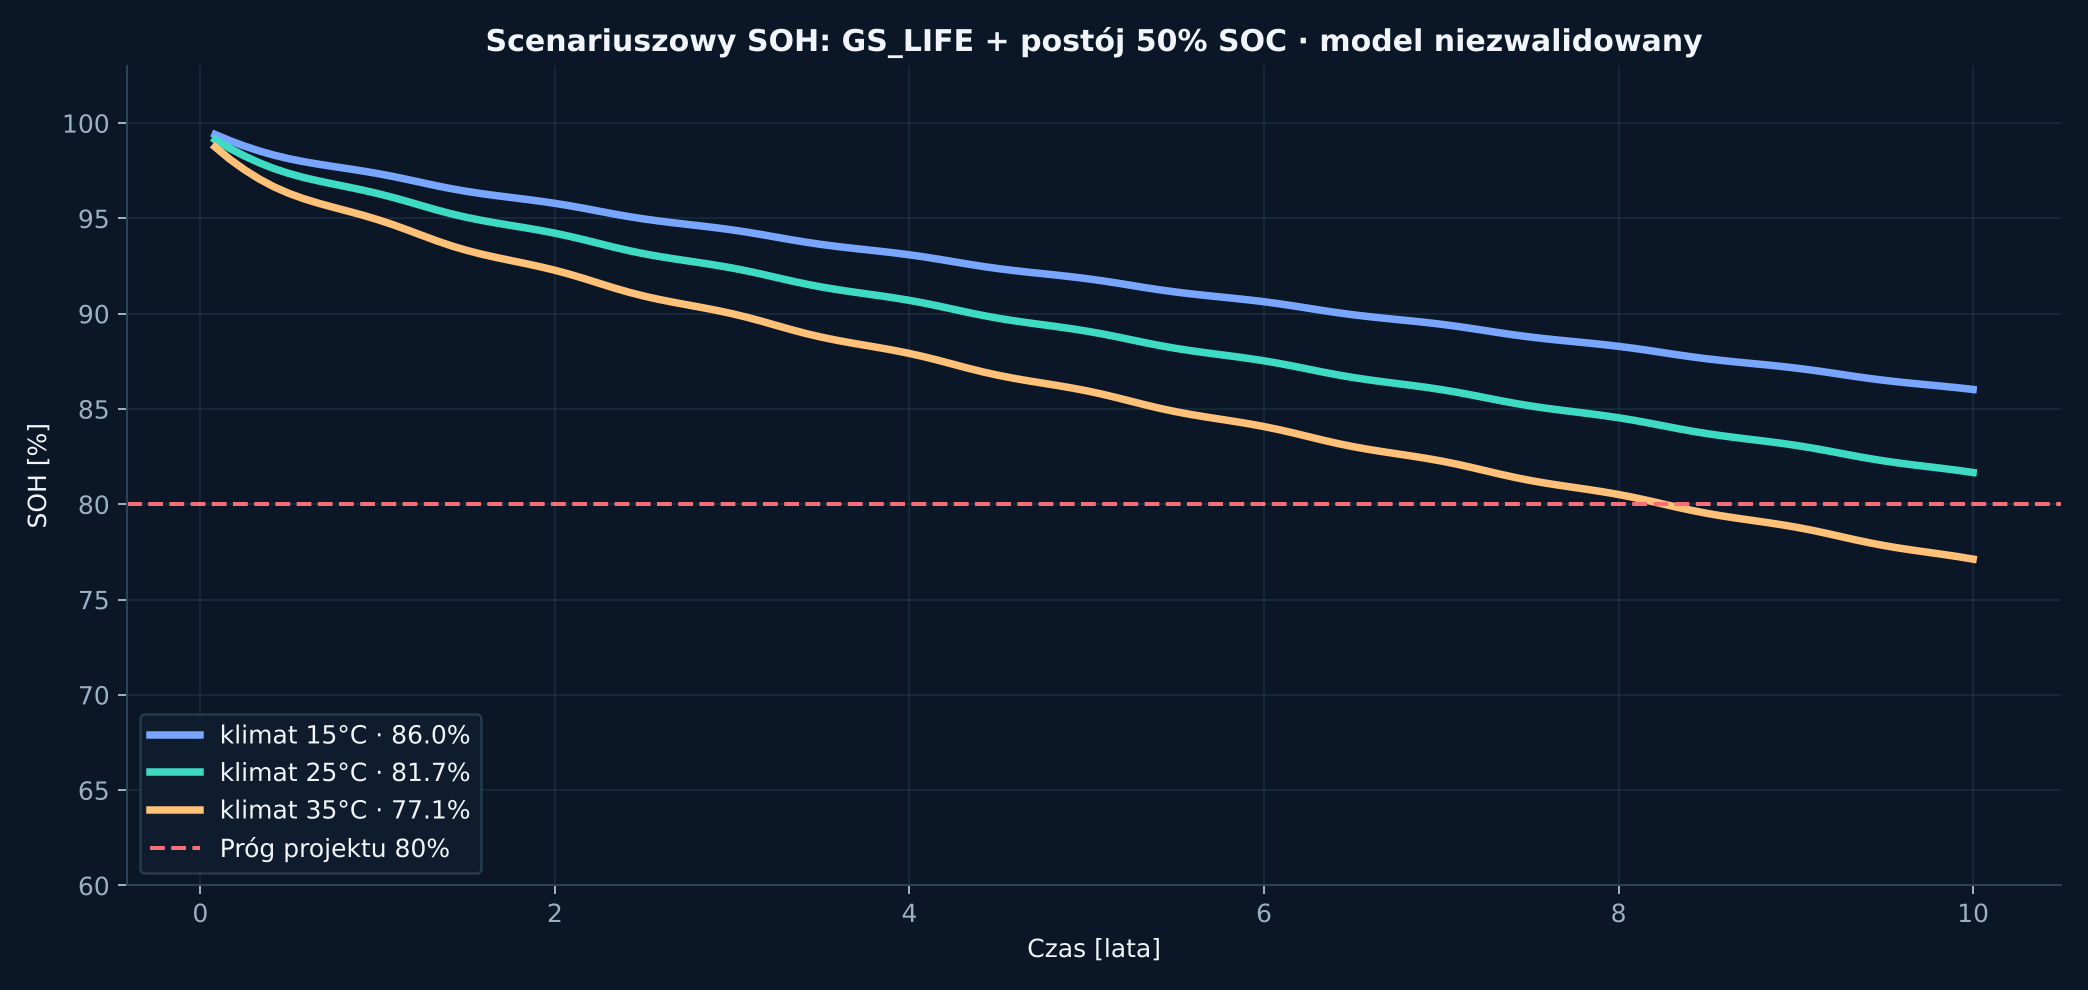 Scenariuszowy SOH: GS_LIFE + postój 50% SOC · model niezwalidowany
SOH [%]
100
95
90
85
80
75
70
65
60
klimat 15°C · 86.0%
klimat 25°C · 81.7%
klimat 35°C · 77.1%
Próg projektu 80%
0 2 4 6 8 10
Czas [lata]